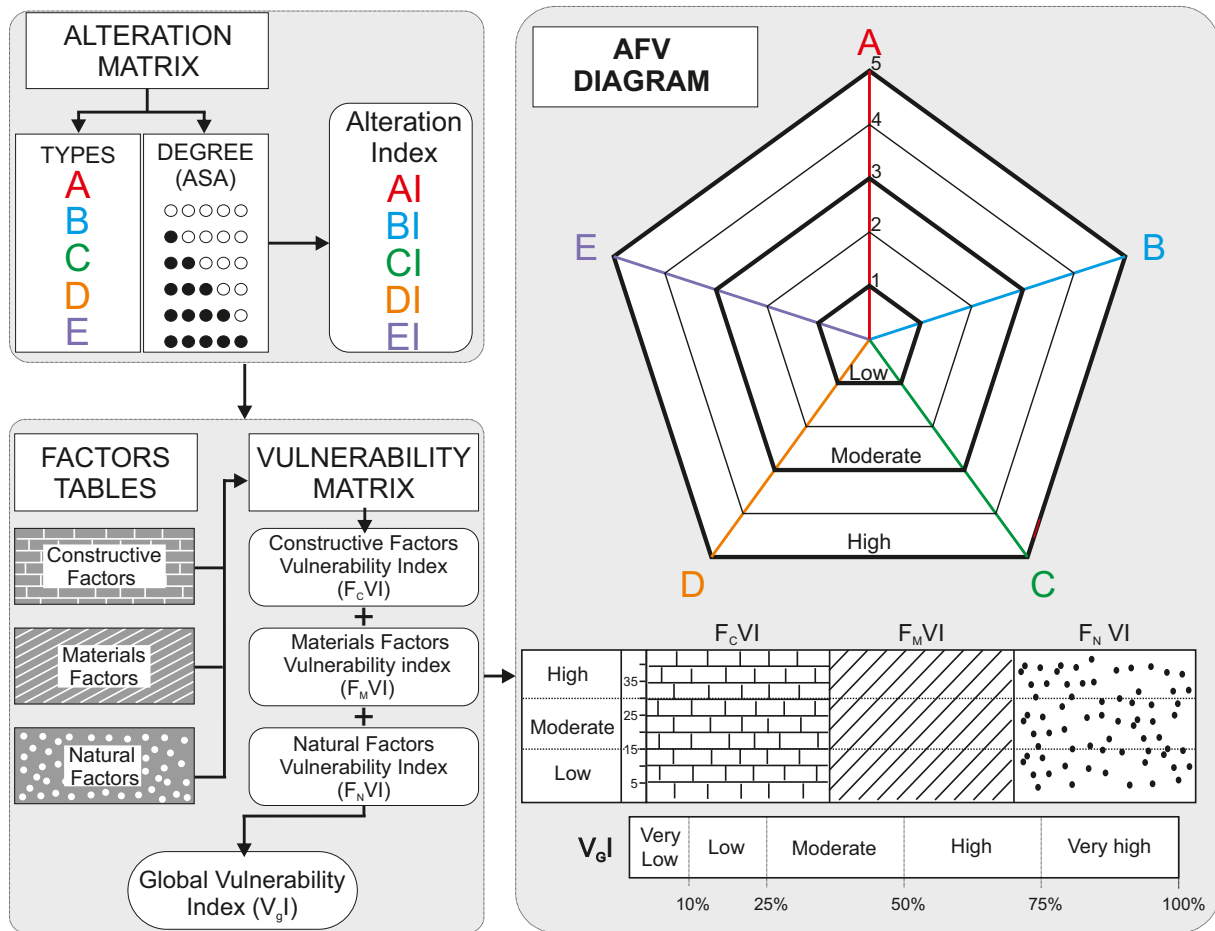 ALTERATION
MATRIX
TYPES
A
B
C
D
E
DEGREE
(ASA)
Alteration
Index
AI
BI
CI
DI
EI
FACTORS
TABLES
Constructive
Factors
Materials
Factors
Natural
Factors
VULNERABILITY
MATRIX
Constructive Factors
Vulnerability Index
(FCVI)
+
Materials Factors
Vulnerability index
(FMVI)
+
Natural Factors
Vulnerability Index
(FNVI)
Global Vulnerability
Index (VgI)
AFV
DIAGRAM
A
5
4
3
2
1
E
B
Low
Moderate
High
D
C
FCVI
FMVI
FN VI
High
Moderate
Low
35
25
15
5
VGI
Very
Low
Low
Moderate
High
Very high
10%
25%
50%
75%
100%